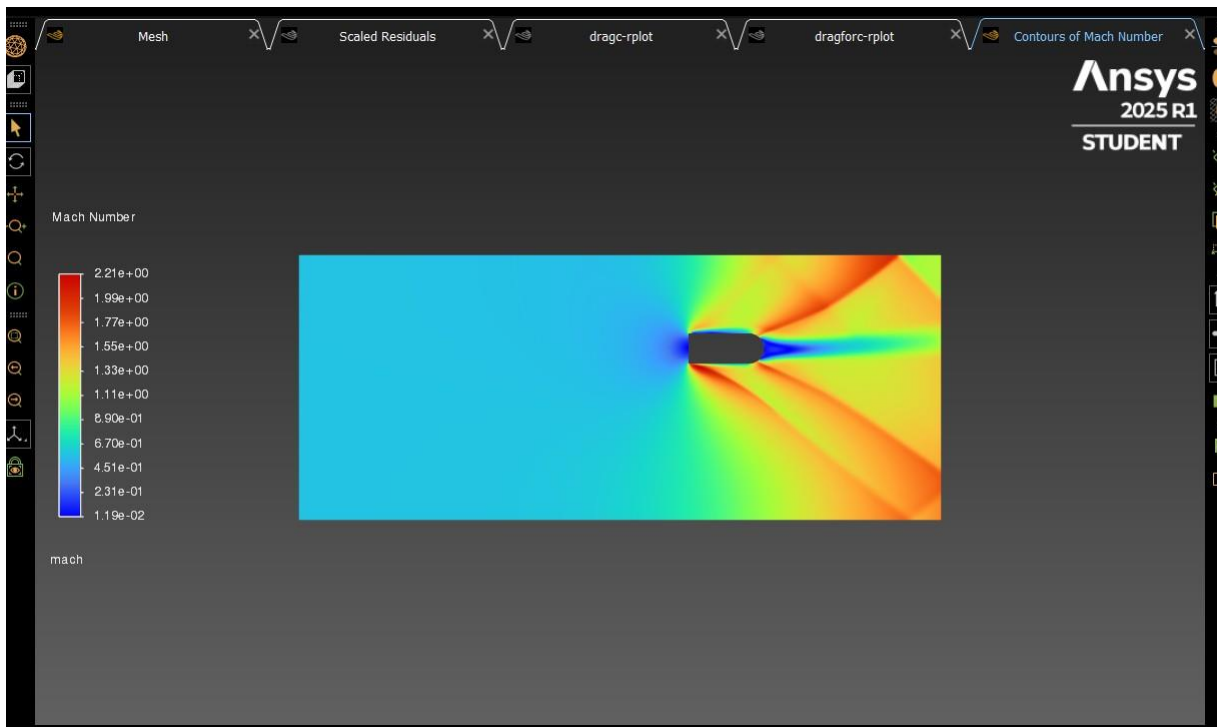 Mesh
Scaled Residuals
dragc-rplot
dragforc-rplot
Contours of Mach Number
Ansys
2025 R1
STUDENT
Mach Number
2.21e+00
1.99e+00
1.77e+00
1.55e+00
1.33e+00
1.11e+00
8.90e-01
6.70e-01
4.51e-01
2.31e-01
1.19e-02
mach